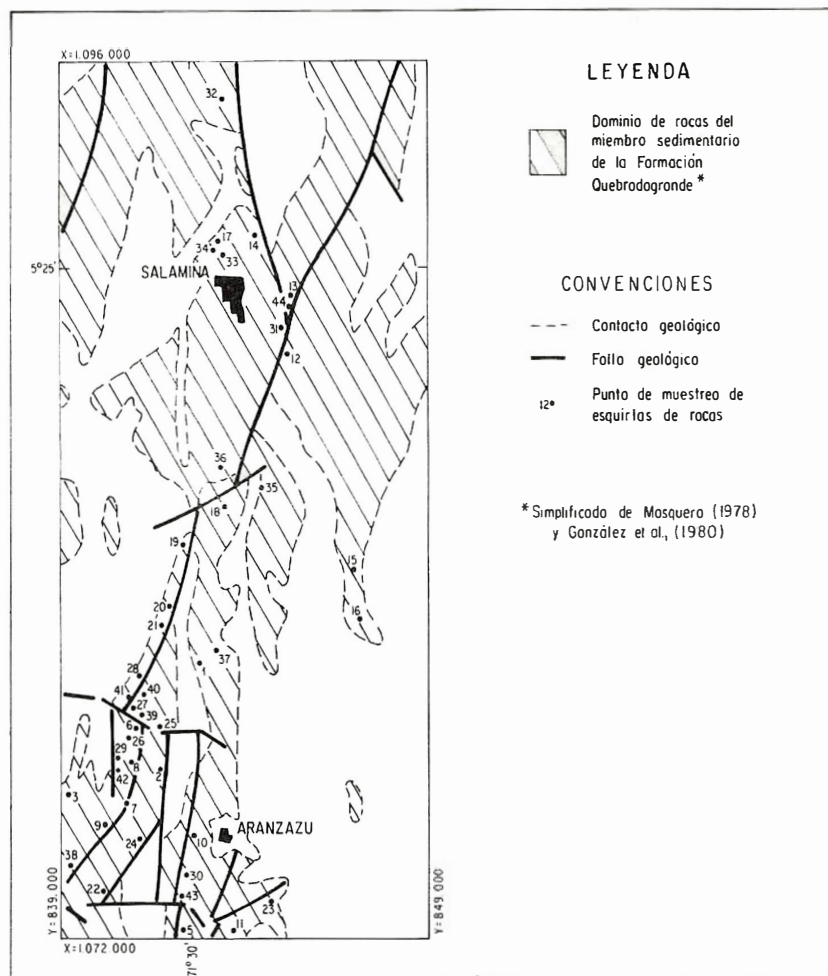 X=1.096.000
32
17
34
33
14
5°25'
SALAMINA
13
44
31
12
36
35
18
19
15
20
16
21
37
28
41
40
27
39
6
25
26
29
8
42
2
3
7
9
24
10
ARANZAZU
38
30
22
43
23
5
11
Y=839.000
Y=849.000
X=1.072.000
71°30'
LEYENDA
Dominio de rocas del
miembro sedimentario
de la Formación
Quebradagrande *
CONVENCIONES
Contacto geológico
Falla geológico
12• Punto de muestreo de
esquirlas de rocas
* Simplificado de Mosquera (1978)
y González et al., (1980)